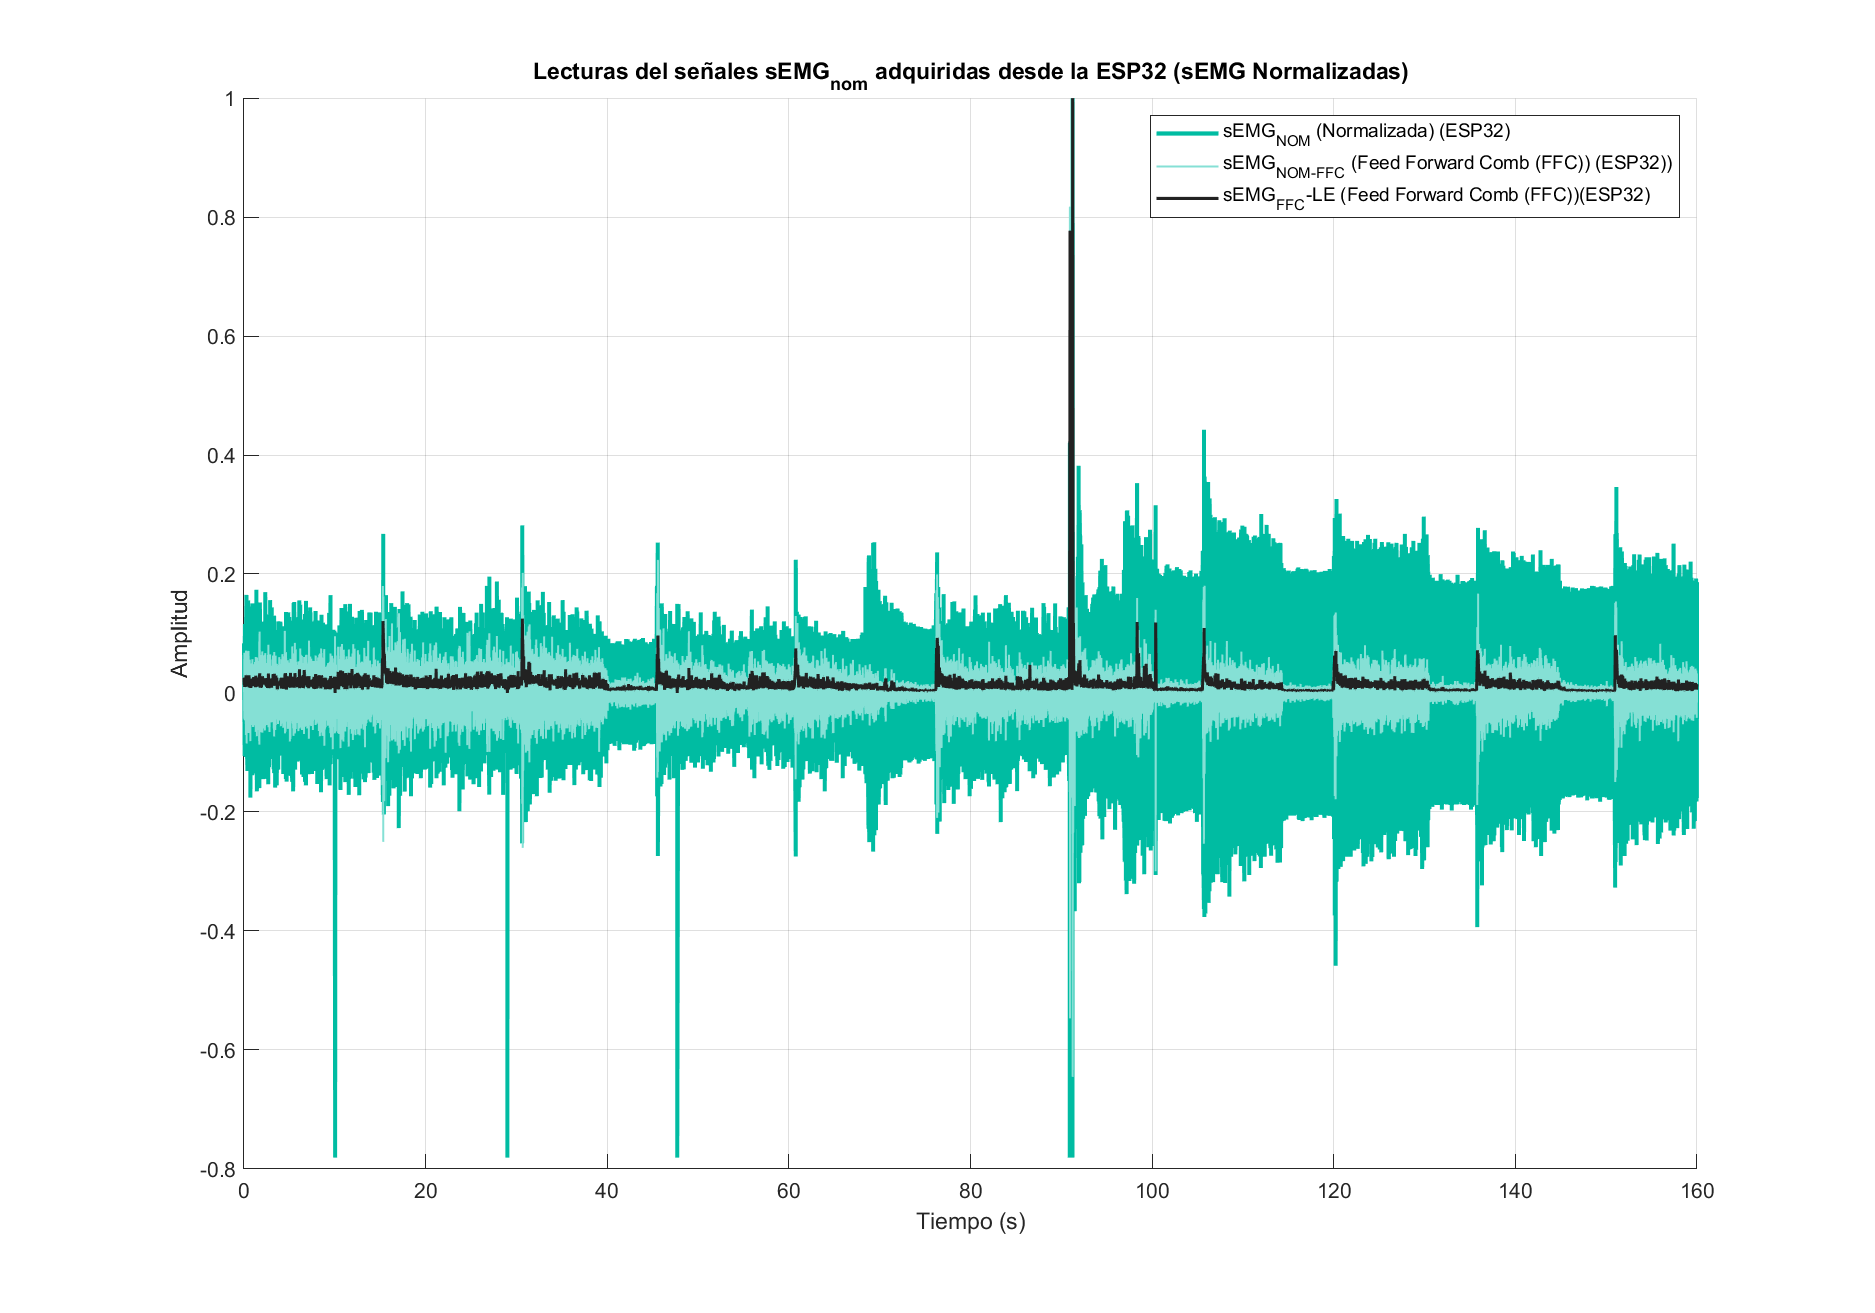 Lecturas del señales sEMGnom adquiridas desde la ESP32 (sEMG Normalizadas)
sEMGNOM (Normalizada) (ESP32)
sEMGNOM-FFC (Feed Forward Comb (FFC)) (ESP32))
sEMGFFC-LE (Feed Forward Comb (FFC))(ESP32)
1
0.8
0.6
0.4
0.2
0
-0.2
-0.4
-0.6
-0.8
Amplitud
0 20 40 60 80 100 120 140 160
Tiempo (s)